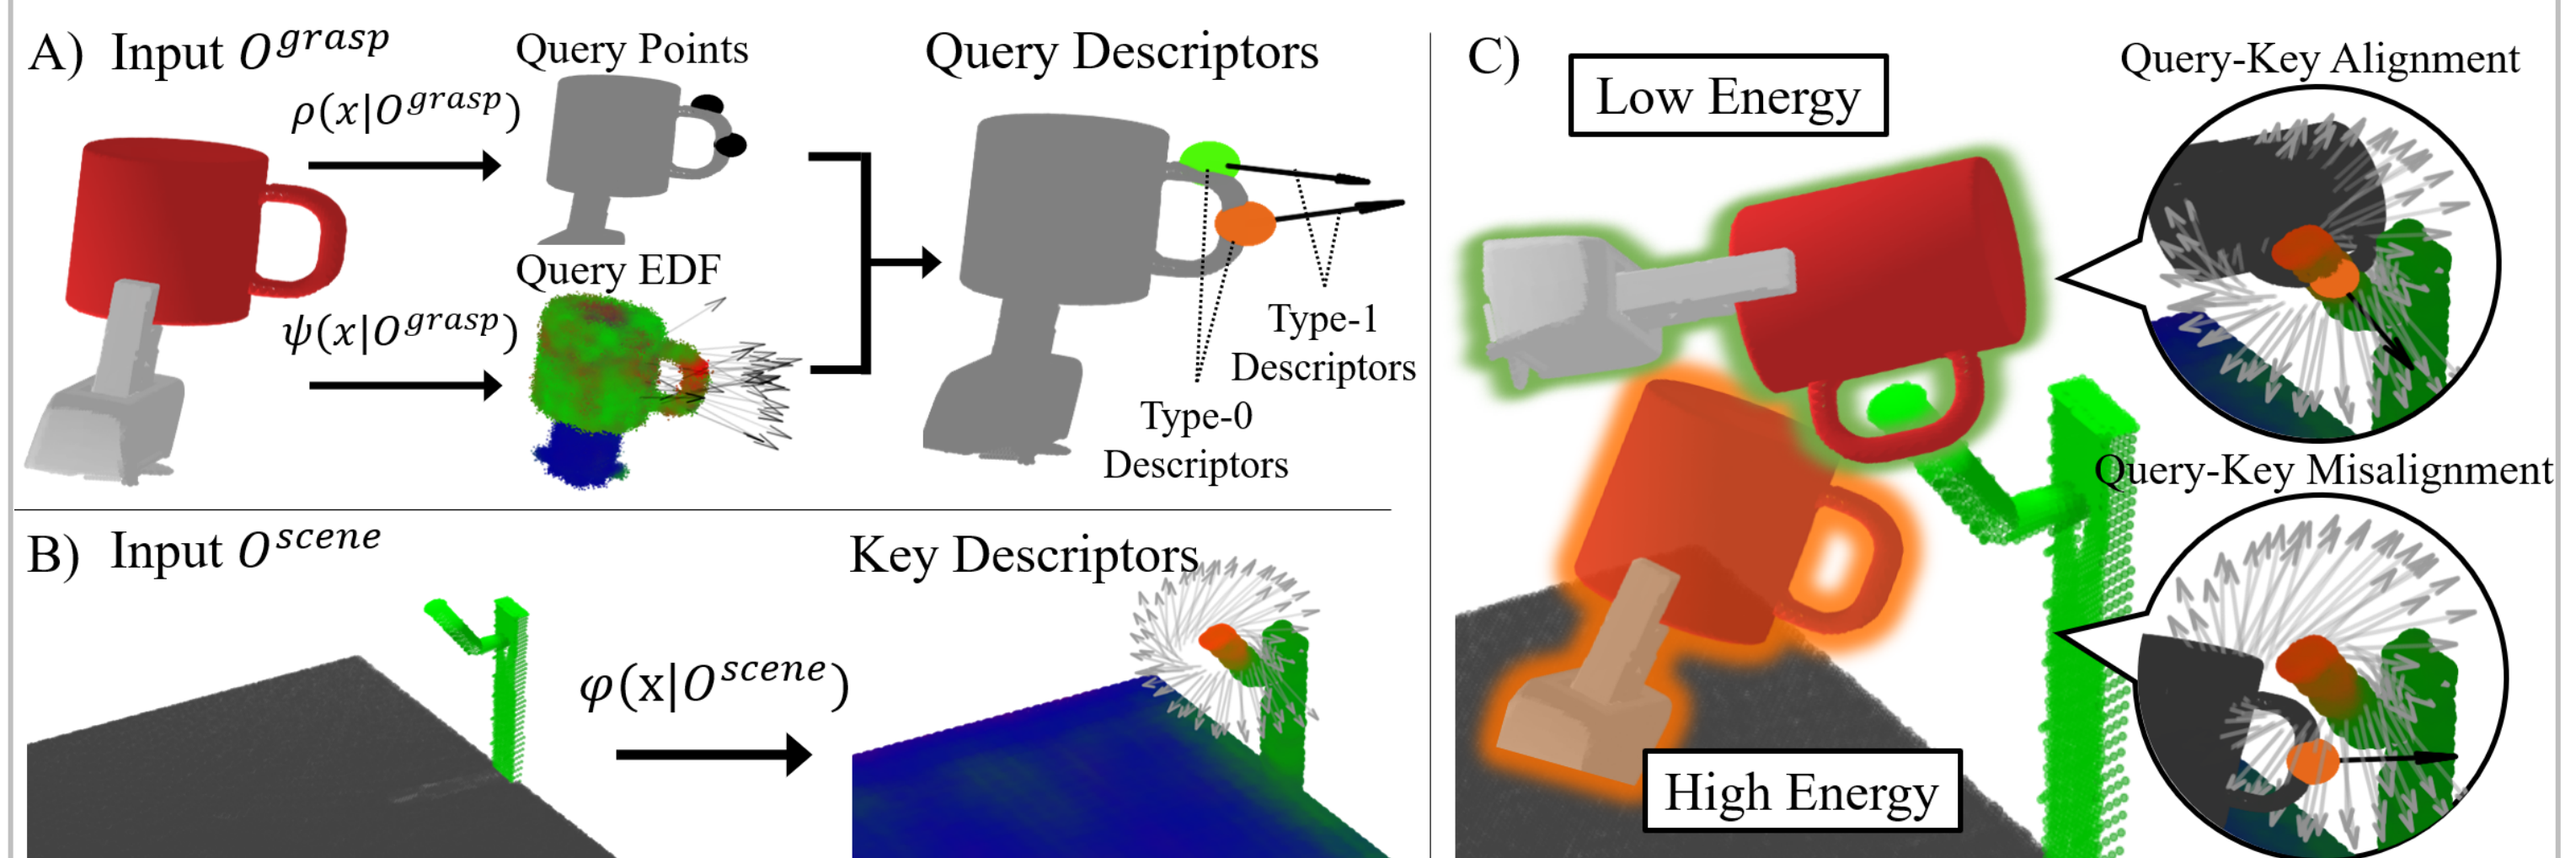 A) Input O^grasp
ρ(x|O^grasp)
Query Points
ψ(x|O^grasp)
Query EDF
Query Descriptors
Type-1
Descriptors
Type-0
Descriptors
B) Input O^scene
φ(x|O^scene)
Key Descriptors
C)
Low Energy
Query-Key Alignment
Query-Key Misalignment
High Energy